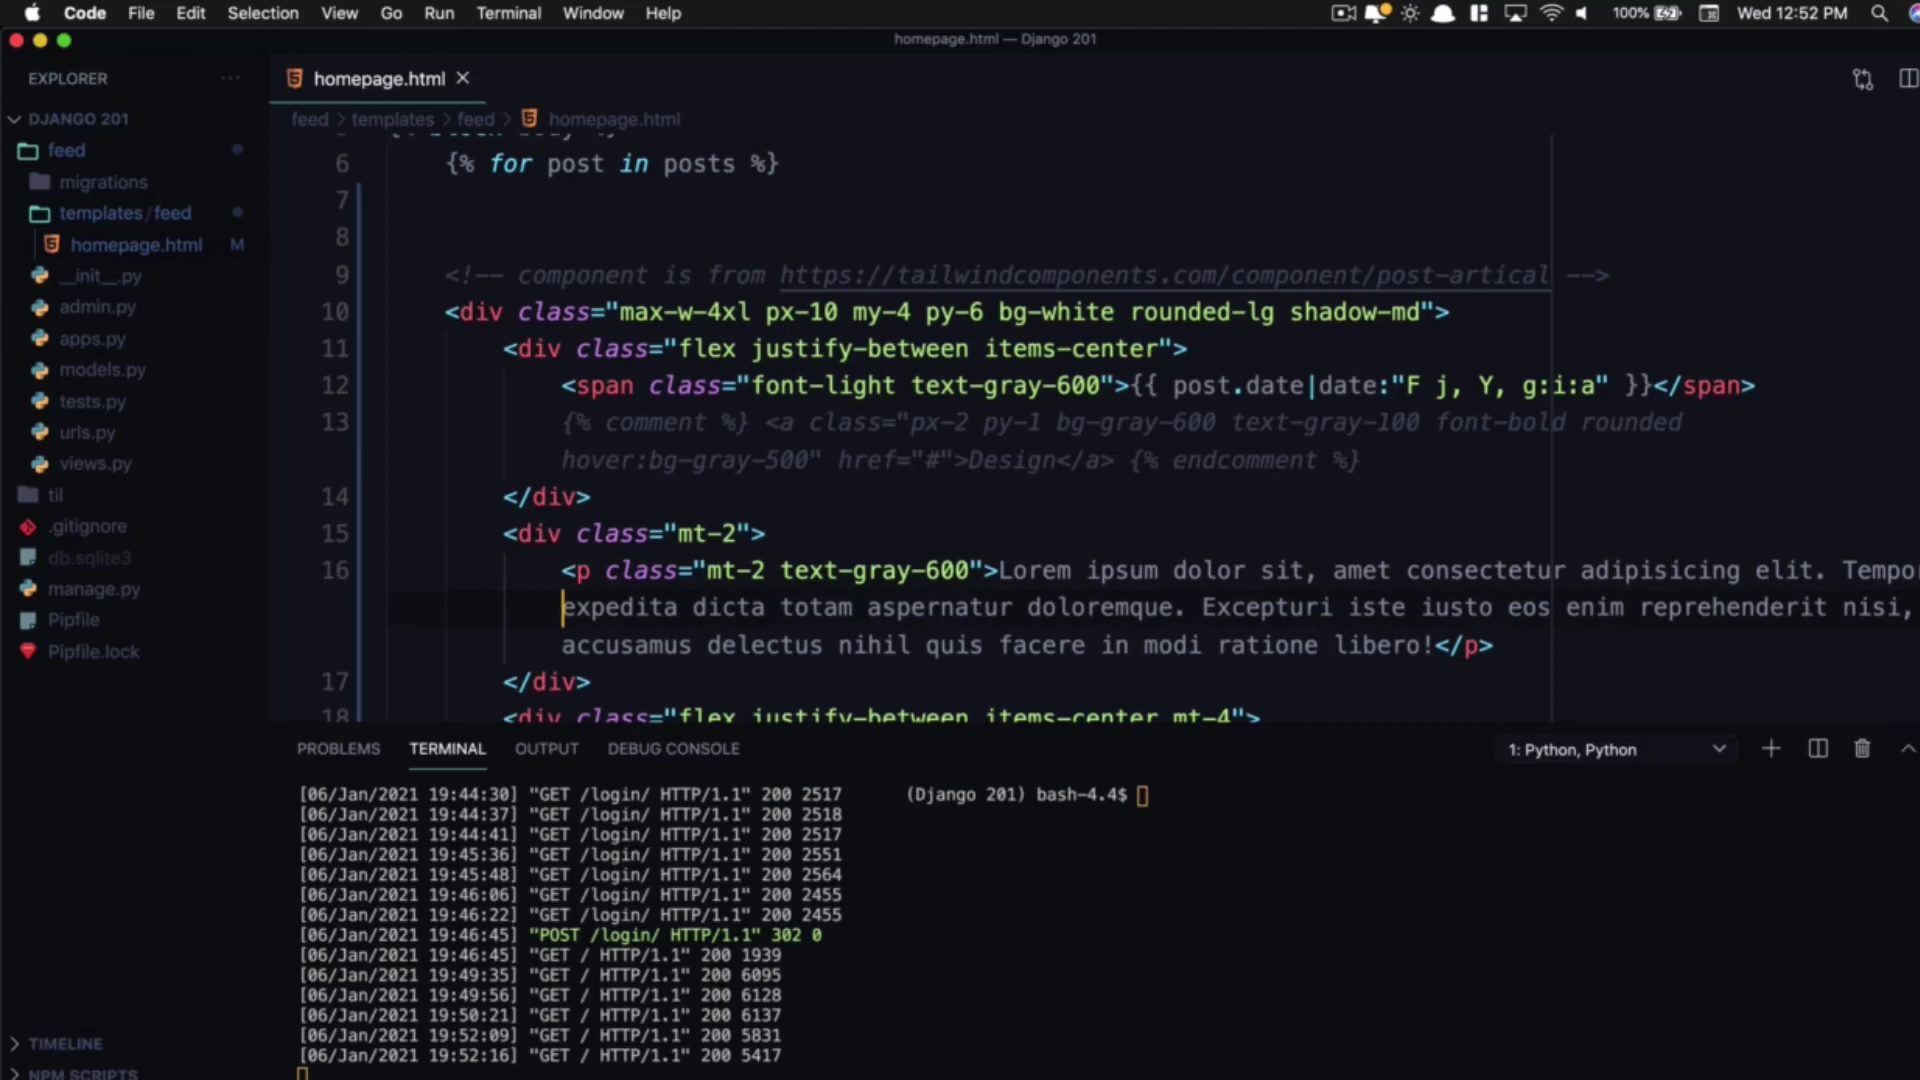 Code File Edit Selection View Go Run Terminal Window Help 100% Wed 12:52 PM
homepage.html — Django 201
EXPLORER
DJANGO 201
feed
migrations
templates/feed
homepage.html M
__init__.py
admin.py
apps.py
models.py
tests.py
urls.py
views.py
til
.gitignore
db.sqlite3
manage.py
Pipfile
Pipfile.lock
TIMELINE
NPM SCRIPTS
homepage.html
feed > templates > feed > homepage.html
6 {% for post in posts %}
7
8
9 <!-- component is from https://tailwindcomponents.com/component/post-artical -->
10 <div class="max-w-4xl px-10 my-4 py-6 bg-white rounded-lg shadow-md">
11 <div class="flex justify-between items-center">
12 <span class="font-light text-gray-600">{{ post.date|date:"F j, Y, g:i:a" }}</span>
13 {% comment %} <a class="px-2 py-1 bg-gray-600 text-gray-100 font-bold rounded
hover:bg-gray-500" href="#">Design</a> {% endcomment %}
14 </div>
15 <div class="mt-2">
16 <p class="mt-2 text-gray-600">Lorem ipsum dolor sit, amet consectetur adipisicing elit. Tempor
expedita dicta totam aspernatur doloremque. Excepturi iste iusto eos enim reprehenderit nisi,
accusamus delectus nihil quis facere in modi ratione libero!</p>
17 </div>
18 <div class="flex justify-between items-center mt-4">
PROBLEMS TERMINAL OUTPUT DEBUG CONSOLE 1: Python, Python
[06/Jan/2021 19:44:30] "GET /login/ HTTP/1.1" 200 2517
[06/Jan/2021 19:44:37] "GET /login/ HTTP/1.1" 200 2518
[06/Jan/2021 19:44:41] "GET /login/ HTTP/1.1" 200 2517
[06/Jan/2021 19:45:36] "GET /login/ HTTP/1.1" 200 2551
[06/Jan/2021 19:45:48] "GET /login/ HTTP/1.1" 200 2564
[06/Jan/2021 19:46:06] "GET /login/ HTTP/1.1" 200 2455
[06/Jan/2021 19:46:22] "GET /login/ HTTP/1.1" 200 2455
[06/Jan/2021 19:46:45] "POST /login/ HTTP/1.1" 302 0
[06/Jan/2021 19:46:45] "GET / HTTP/1.1" 200 1939
[06/Jan/2021 19:49:35] "GET / HTTP/1.1" 200 6095
[06/Jan/2021 19:49:56] "GET / HTTP/1.1" 200 6128
[06/Jan/2021 19:50:21] "GET / HTTP/1.1" 200 6137
[06/Jan/2021 19:52:09] "GET / HTTP/1.1" 200 5831
[06/Jan/2021 19:52:16] "GET / HTTP/1.1" 200 5417
(Django 201) bash-4.4$